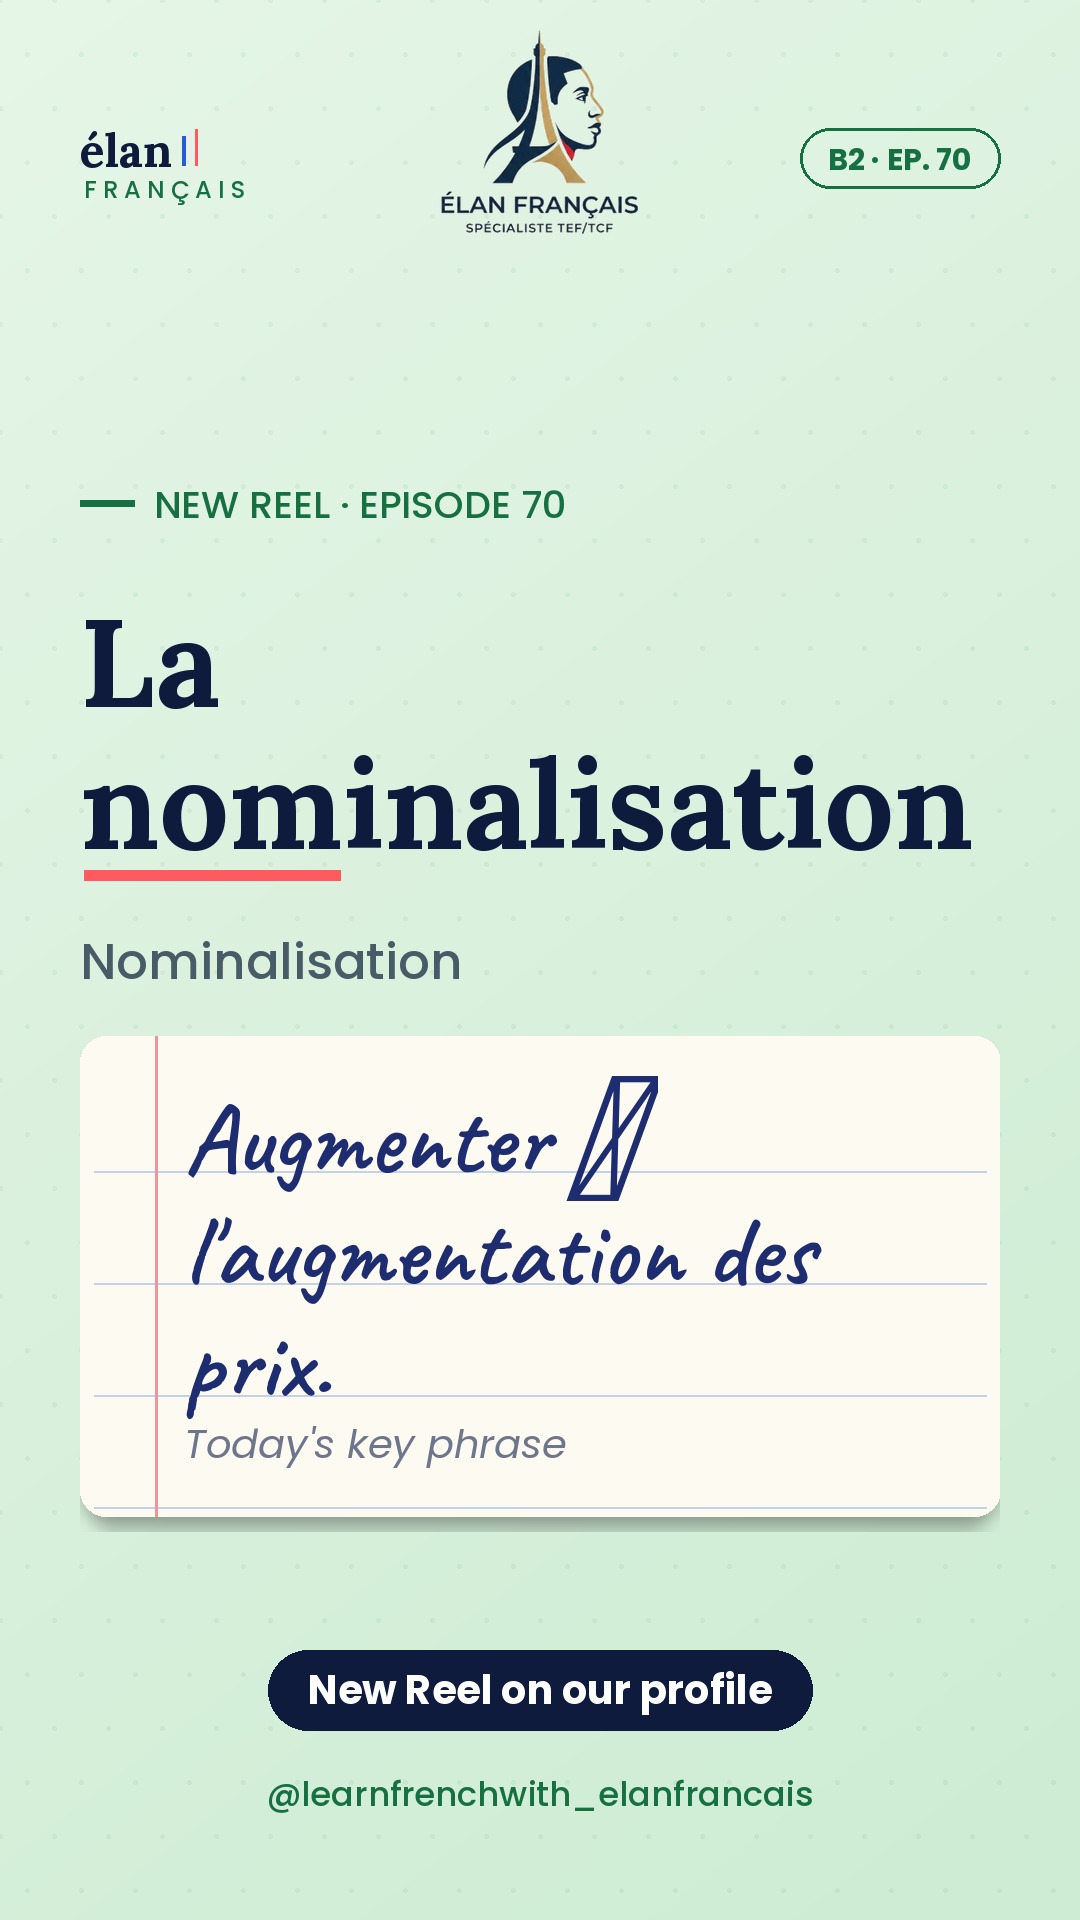 élan
FRANÇAIS
ÉLAN FRANÇAIS
SPÉCIALISTE TEF/TCF
B2 · EP. 70
NEW REEL · EPISODE 70
La
nominalisation
Nominalisation
Augmenter
l'augmentation des
prix.
Today's key phrase
New Reel on our profile
@learnfrenchwith_elanfrancais